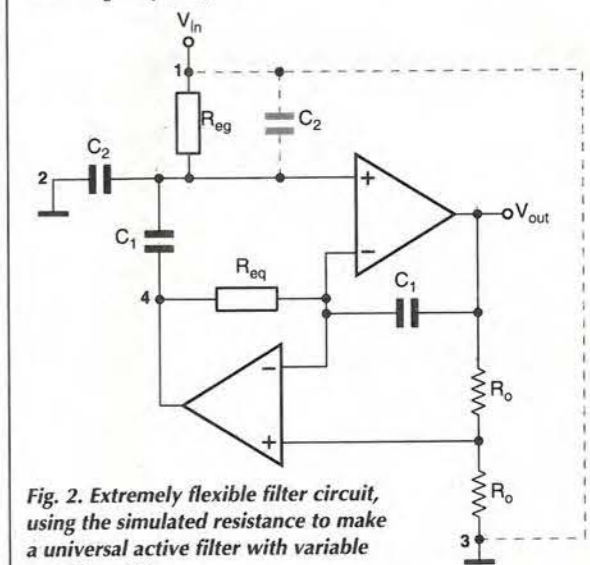 Vin
1
Reg
C2
C2
2
+
Vout
C1
−
Req
C1
4
Ro
−
+
Ro
3
Fig. 2. Extremely flexible filter circuit,
using the simulated resistance to make
a universal active filter with variable